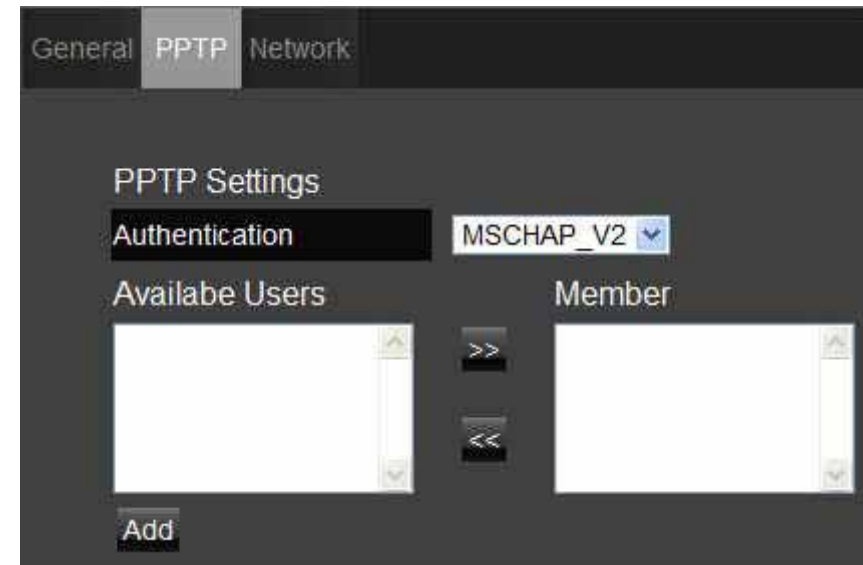 General PPTP Network
PPTP Settings
Authentication MSCHAP_V2
Availabe Users Member
>>
<<
Add